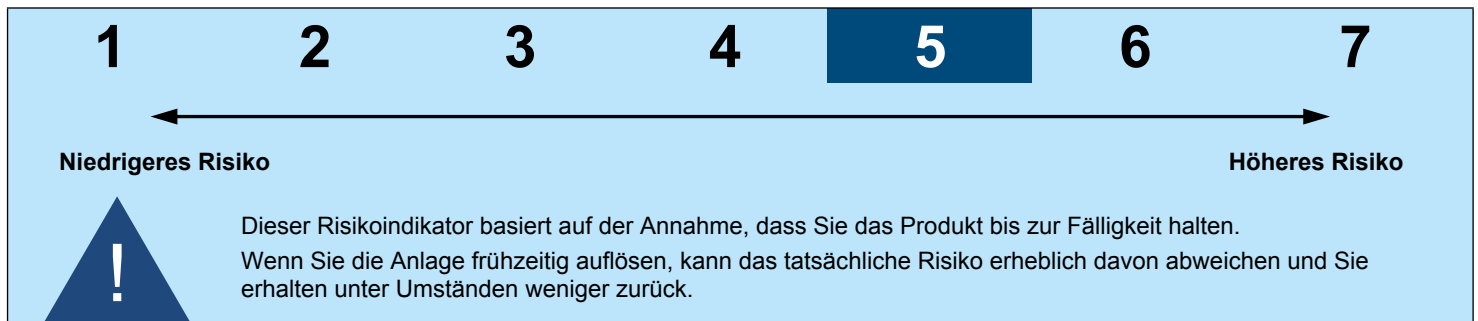 1 2 3 4 5 6 7
Niedrigeres Risiko Höheres Risiko
!
Dieser Risikoindikator basiert auf der Annahme, dass Sie das Produkt bis zur Fälligkeit halten.
Wenn Sie die Anlage frühzeitig auflösen, kann das tatsächliche Risiko erheblich davon abweichen und Sie
erhalten unter Umständen weniger zurück.